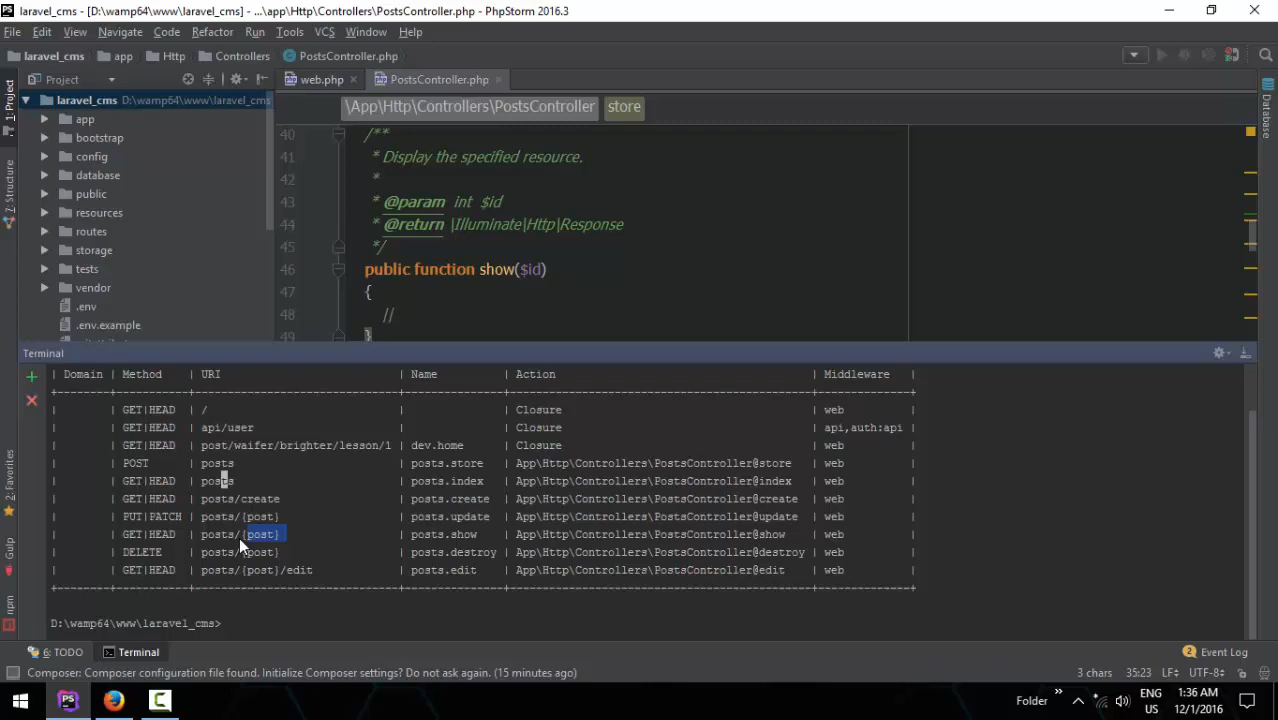 laravel_cms - [D:\wamp64\www\laravel_cms] - ...\app\Http\Controllers\PostsController.php - PhpStorm 2016.3
File Edit View Navigate Code Refactor Run Tools VCS Window Help
laravel_cms app Http Controllers PostsController.php
Project web.php PostsController.php
1: Project
7: Structure
2: Favorites
Gulp
npm
Database
laravel_cms D:\wamp64\www\laravel_cms
app
bootstrap
config
database
public
resources
routes
storage
tests
vendor
.env
.env.example
\App\Http\Controllers\PostsController store
40 /**
41 * Display the specified resource.
42 *
43 * @param int $id
44 * @return \Illuminate\Http\Response
45 */
46 public function show($id)
47 {
48 //
49 }
Terminal
| Domain | Method | URI | Name | Action | Middleware |
| | GET|HEAD | / | | Closure | web |
| | GET|HEAD | api/user | | Closure | api,auth:api |
| | GET|HEAD | post/waifer/brighter/lesson/1 | dev.home | Closure | web |
| | POST | posts | posts.store | App\Http\Controllers\PostsController@store | web |
| | GET|HEAD | posts | posts.index | App\Http\Controllers\PostsController@index | web |
| | GET|HEAD | posts/create | posts.create | App\Http\Controllers\PostsController@create | web |
| | PUT|PATCH | posts/{post} | posts.update | App\Http\Controllers\PostsController@update | web |
| | GET|HEAD | posts/{post} | posts.show | App\Http\Controllers\PostsController@show | web |
| | DELETE | posts/{post} | posts.destroy | App\Http\Controllers\PostsController@destroy | web |
| | GET|HEAD | posts/{post}/edit | posts.edit | App\Http\Controllers\PostsController@edit | web |
D:\wamp64\www\laravel_cms>
6: TODO Terminal 2 Event Log
Composer: Composer configuration file found. Initialize Composer settings? Do not ask again. (15 minutes ago) 3 chars 35:23 LF÷ UTF-8÷
PS C Folder » ENG US 1:36 AM 12/1/2016